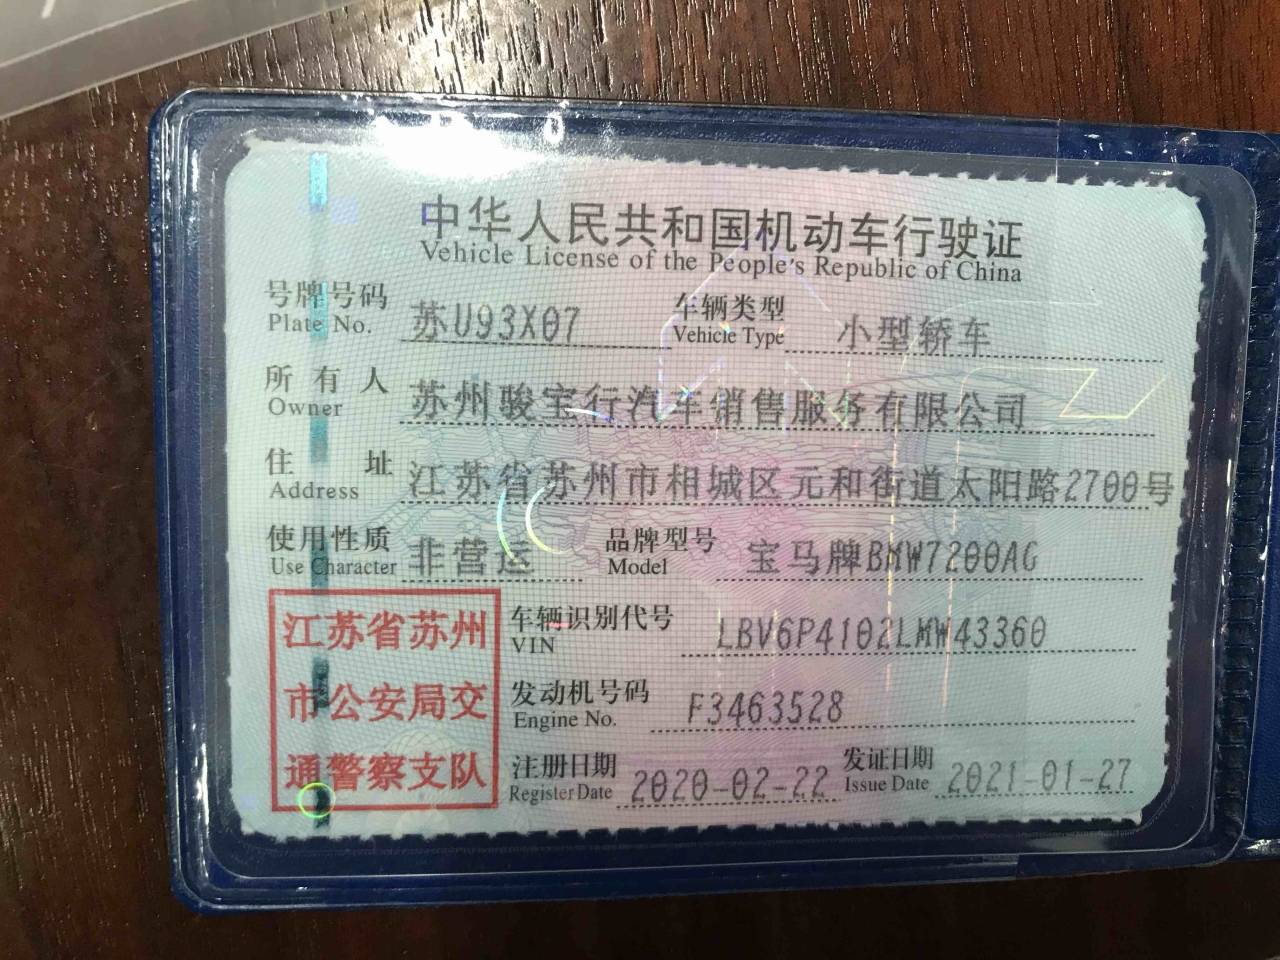 中华人民共和国机动车行驶证
Vehicle License of the People's Republic of China
号牌号码 苏U93X07 车辆类型 小型轿车
Plate No. Vehicle Type
所有人 苏州骏宝行汽车销售服务有限公司
Owner
住址 江苏省苏州市相城区元和街道太阳路2700号
Address
使用性质 非营运 品牌型号 宝马牌BMW7200AG
Use Character Model
江苏省苏州
市公安局交
通警察支队
车辆识别代号 LBV6P4102LMW43360
VIN
发动机号码 F3463528
Engine No.
注册日期 2020-02-22 发证日期 2021-01-27
Register Date Issue Date